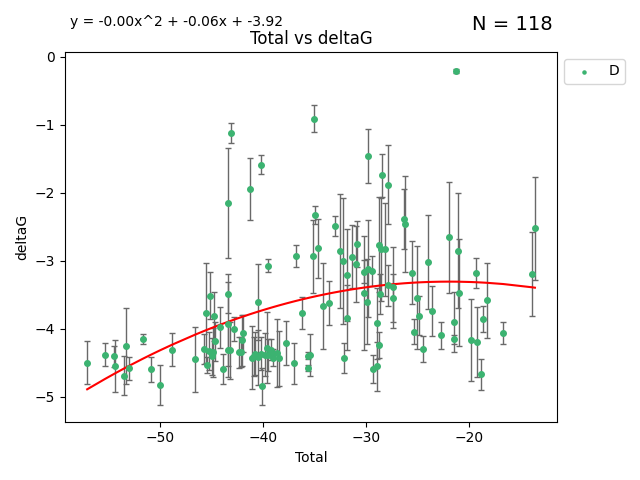 y = -0.00x^2 + -0.06x + -3.92
N = 118
Total vs deltaG
D
0
−1
−2
−3
−4
−5
deltaG
−50
−40
−30
−20
Total